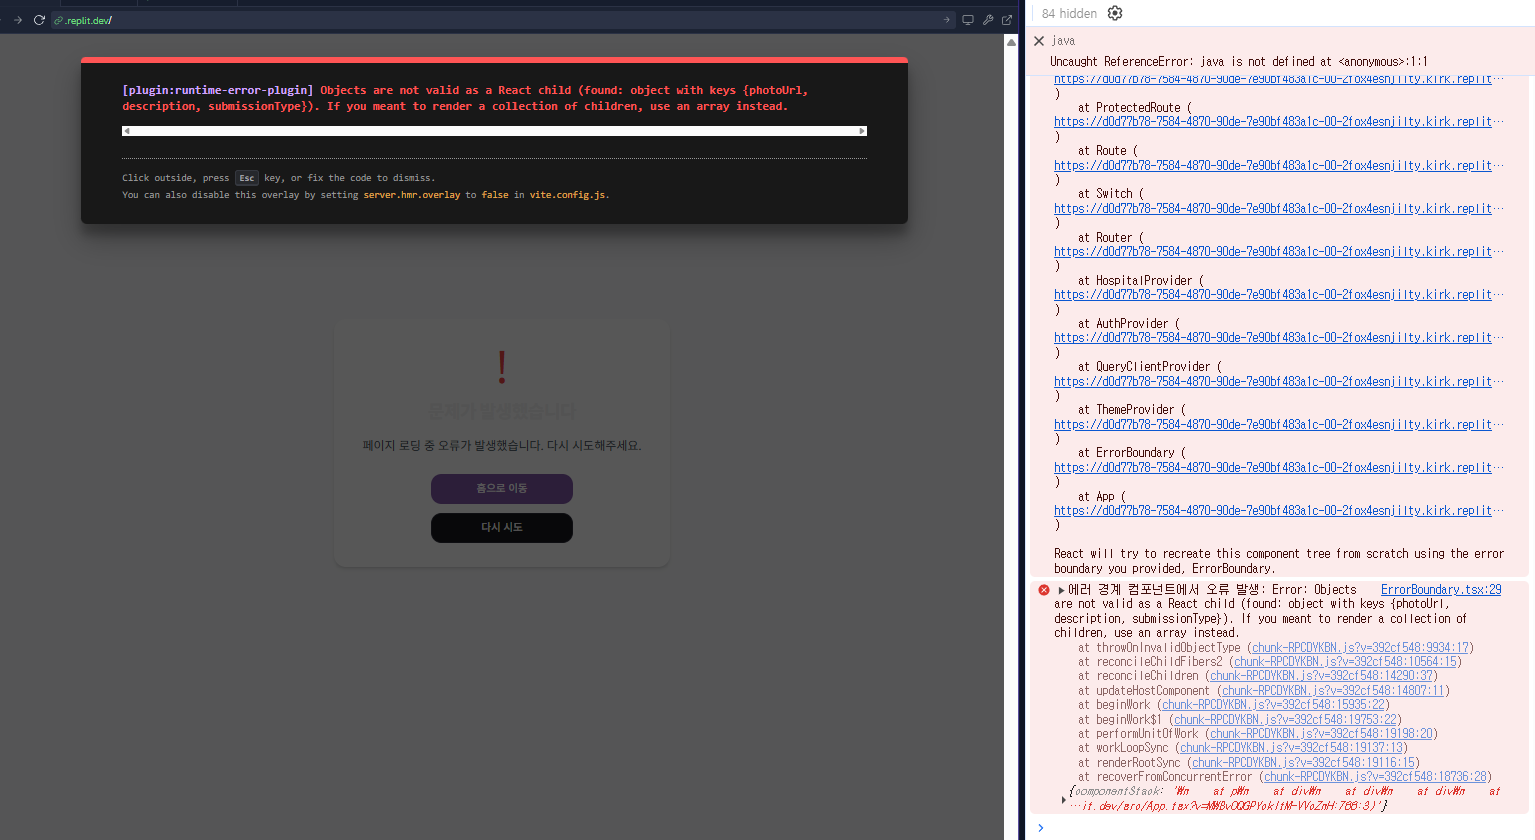 .replit.dev/
[plugin:runtime-error-plugin] Objects are not valid as a React child (found: object with keys {photoUrl,
description, submissionType}). If you meant to render a collection of children, use an array instead.
Click outside, press Esc key, or fix the code to dismiss.
You can also disable this overlay by setting server.hmr.overlay to false in vite.config.js.
문제가 발생했습니다
페이지 로딩 중 오류가 발생했습니다. 다시 시도해주세요.
홈으로 이동
다시 시도
84 hidden
java
Uncaught ReferenceError: java is not defined at <anonymous>:1:1
https://d0d77b78-7584-4870-90de-7e90bf483a1c-00-2fox4esnjilty.kirk.replit…
)
at ProtectedRoute (
https://d0d77b78-7584-4870-90de-7e90bf483a1c-00-2fox4esnjilty.kirk.replit…
)
at Route (
https://d0d77b78-7584-4870-90de-7e90bf483a1c-00-2fox4esnjilty.kirk.replit…
)
at Switch (
https://d0d77b78-7584-4870-90de-7e90bf483a1c-00-2fox4esnjilty.kirk.replit…
)
at Router (
https://d0d77b78-7584-4870-90de-7e90bf483a1c-00-2fox4esnjilty.kirk.replit…
)
at HospitalProvider (
https://d0d77b78-7584-4870-90de-7e90bf483a1c-00-2fox4esnjilty.kirk.replit…
)
at AuthProvider (
https://d0d77b78-7584-4870-90de-7e90bf483a1c-00-2fox4esnjilty.kirk.replit…
)
at QueryClientProvider (
https://d0d77b78-7584-4870-90de-7e90bf483a1c-00-2fox4esnjilty.kirk.replit…
)
at ThemeProvider (
https://d0d77b78-7584-4870-90de-7e90bf483a1c-00-2fox4esnjilty.kirk.replit…
)
at ErrorBoundary (
https://d0d77b78-7584-4870-90de-7e90bf483a1c-00-2fox4esnjilty.kirk.replit…
)
at App (
https://d0d77b78-7584-4870-90de-7e90bf483a1c-00-2fox4esnjilty.kirk.replit…
)
React will try to recreate this component tree from scratch using the error
boundary you provided, ErrorBoundary.
에러 경계 컴포넌트에서 오류 발생: Error: Objects ErrorBoundary.tsx:29
are not valid as a React child (found: object with keys {photoUrl,
description, submissionType}). If you meant to render a collection of
children, use an array instead.
at throwOnInvalidObjectType (chunk-RPCDYKBN.js?v=392cf548:9934:17)
at reconcileChildFibers2 (chunk-RPCDYKBN.js?v=392cf548:10564:15)
at reconcileChildren (chunk-RPCDYKBN.js?v=392cf548:14290:37)
at updateHostComponent (chunk-RPCDYKBN.js?v=392cf548:14807:11)
at beginWork (chunk-RPCDYKBN.js?v=392cf548:15935:22)
at beginWork$1 (chunk-RPCDYKBN.js?v=392cf548:19753:22)
at performUnitOfWork (chunk-RPCDYKBN.js?v=392cf548:19198:20)
at workLoopSync (chunk-RPCDYKBN.js?v=392cf548:19137:13)
at renderRootSync (chunk-RPCDYKBN.js?v=392cf548:19116:15)
at recoverFromConcurrentError (chunk-RPCDYKBN.js?v=392cf548:18736:28)
{componentStack: '₩n at p₩n at div₩n at div₩n at div₩n at